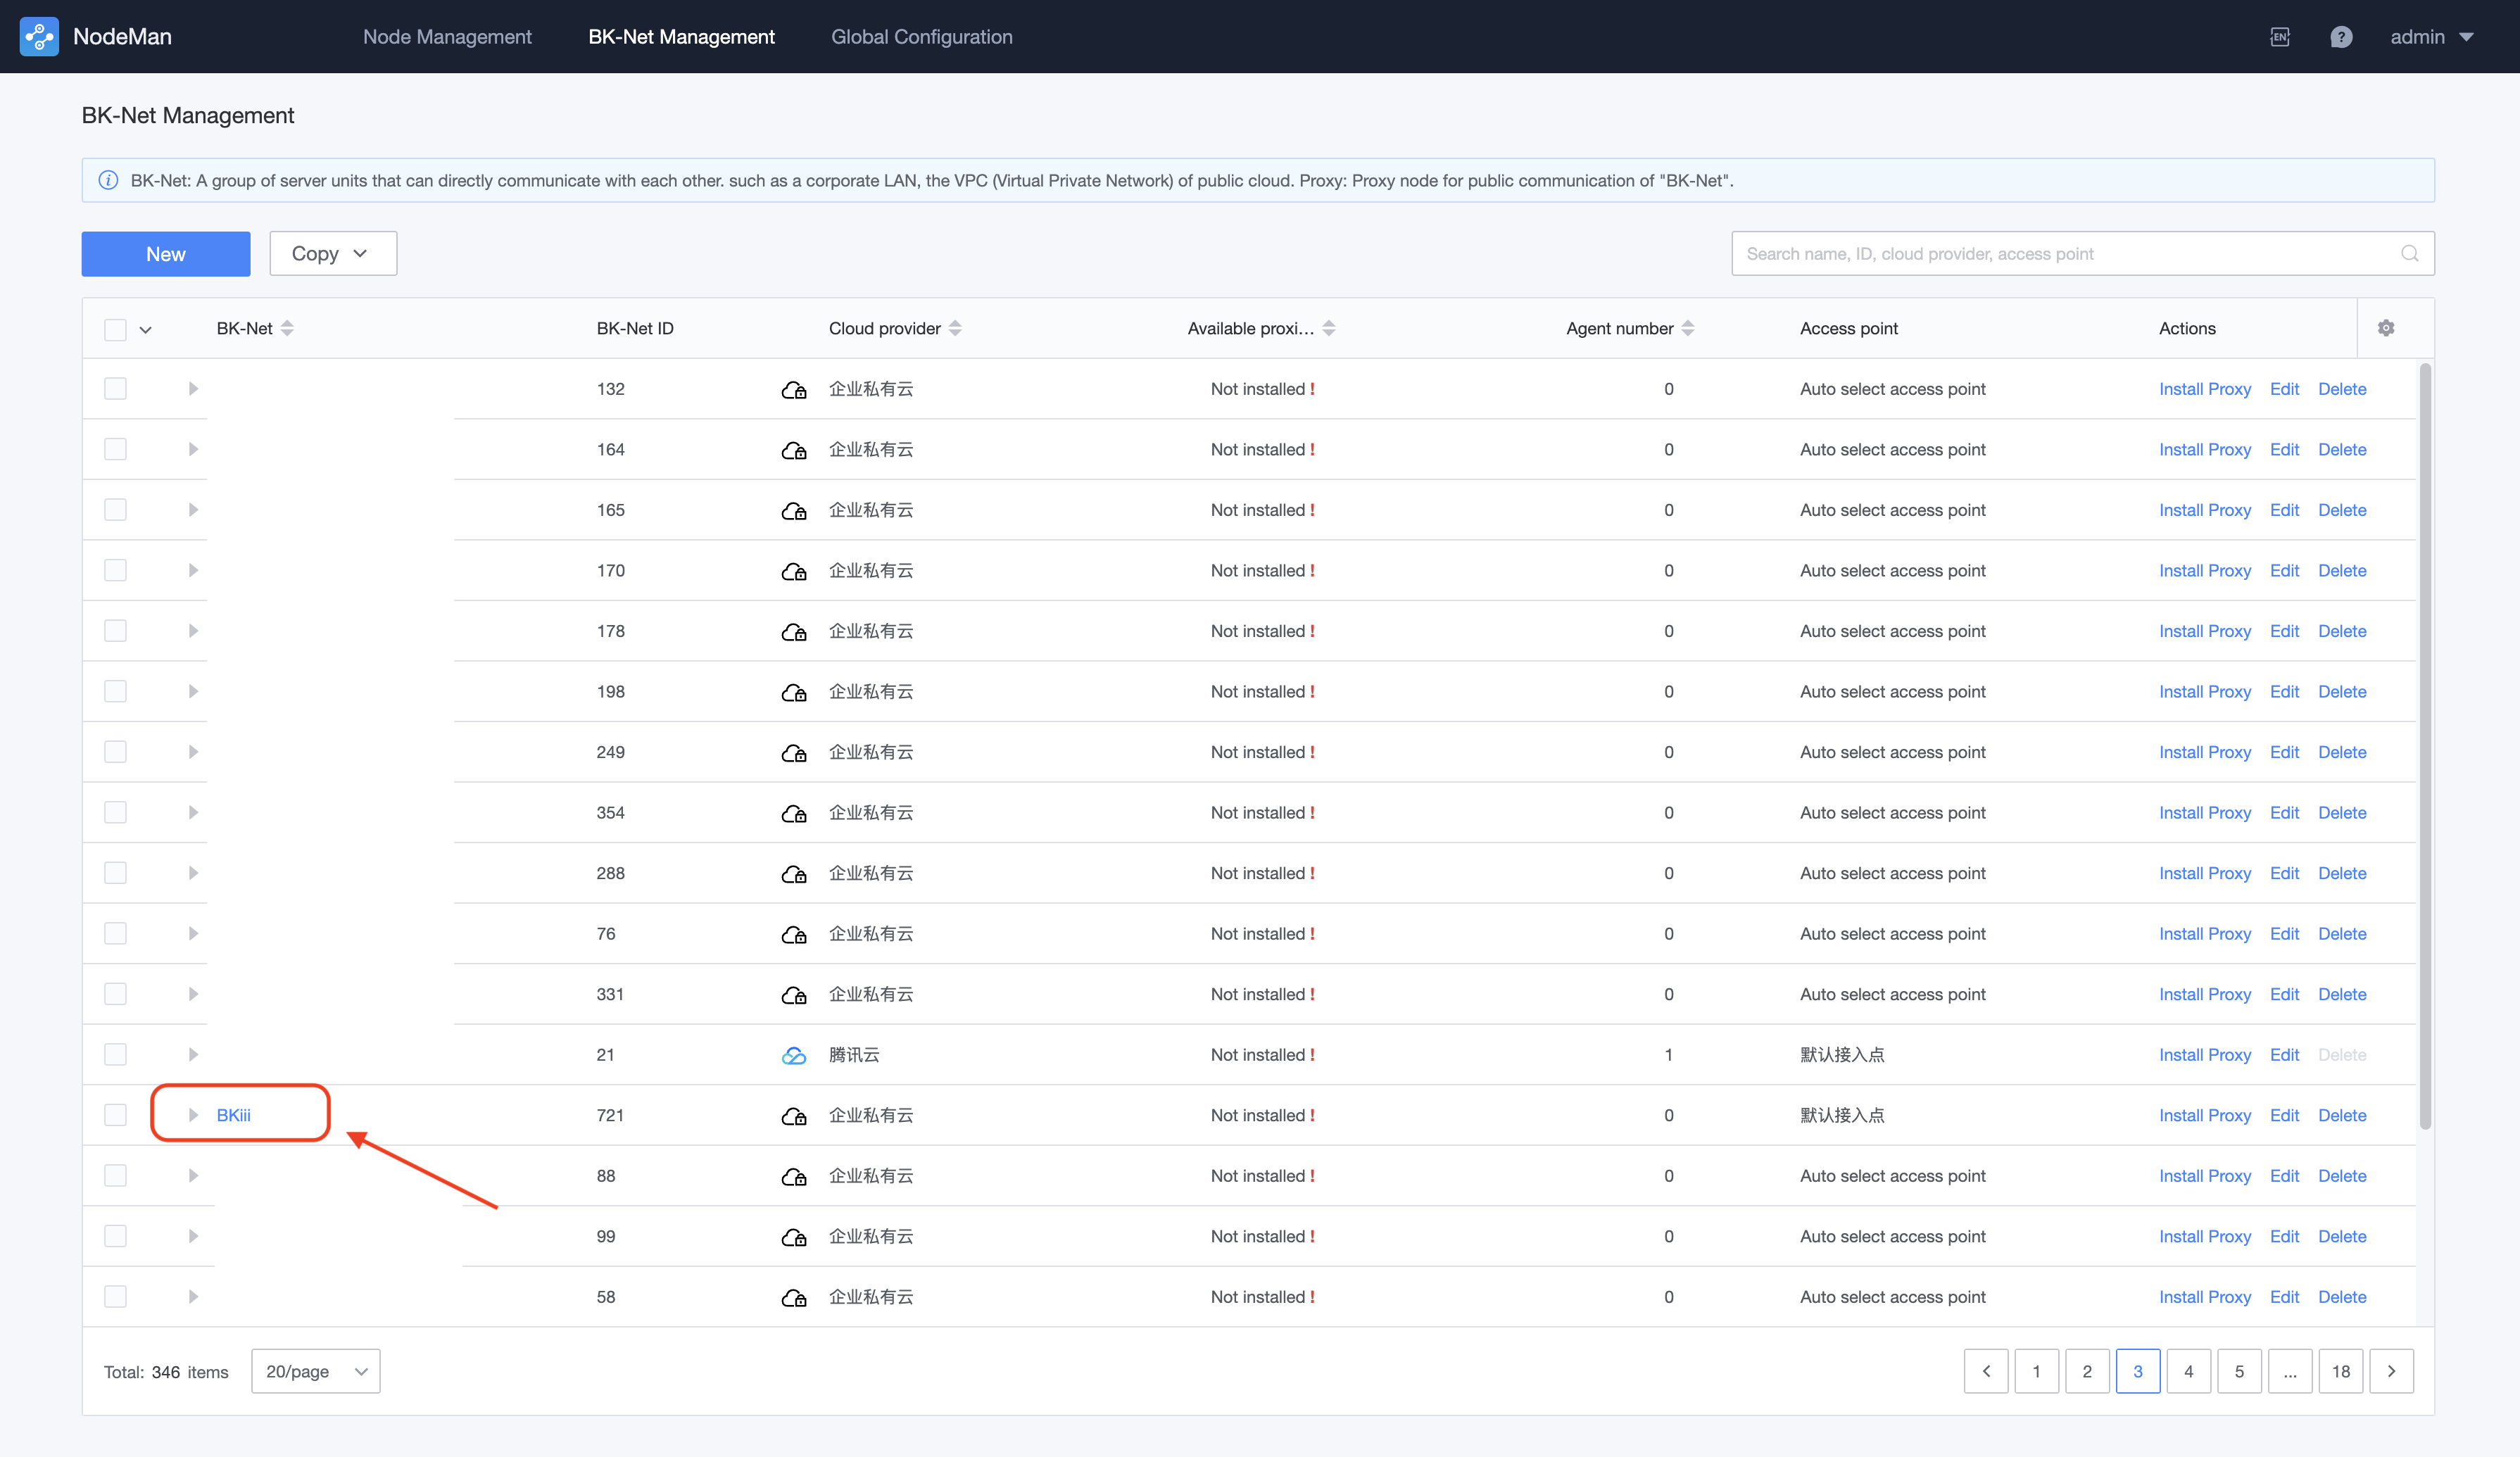 NodeMan Node Management BK-Net Management Global Configuration EN ? admin
BK-Net Management
BK-Net: A group of server units that can directly communicate with each other. such as a corporate LAN, the VPC (Virtual Private Network) of public cloud. Proxy: Proxy node for public communication of "BK-Net".
New Copy Search name, ID, cloud provider, access point
BK-Net BK-Net ID Cloud provider Available proxi... Agent number Access point Actions
132 企业私有云 Not installed ! 0 Auto select access point Install Proxy Edit Delete
164 企业私有云 Not installed ! 0 Auto select access point Install Proxy Edit Delete
165 企业私有云 Not installed ! 0 Auto select access point Install Proxy Edit Delete
170 企业私有云 Not installed ! 0 Auto select access point Install Proxy Edit Delete
178 企业私有云 Not installed ! 0 Auto select access point Install Proxy Edit Delete
198 企业私有云 Not installed ! 0 Auto select access point Install Proxy Edit Delete
249 企业私有云 Not installed ! 0 Auto select access point Install Proxy Edit Delete
354 企业私有云 Not installed ! 0 Auto select access point Install Proxy Edit Delete
288 企业私有云 Not installed ! 0 Auto select access point Install Proxy Edit Delete
76 企业私有云 Not installed ! 0 Auto select access point Install Proxy Edit Delete
331 企业私有云 Not installed ! 0 Auto select access point Install Proxy Edit Delete
21 腾讯云 Not installed ! 1 默认接入点 Install Proxy Edit Delete
BKiii 721 企业私有云 Not installed ! 0 默认接入点 Install Proxy Edit Delete
88 企业私有云 Not installed ! 0 Auto select access point Install Proxy Edit Delete
99 企业私有云 Not installed ! 0 Auto select access point Install Proxy Edit Delete
58 企业私有云 Not installed ! 0 Auto select access point Install Proxy Edit Delete
Total: 346 items 20/page 1 2 3 4 5 ... 18